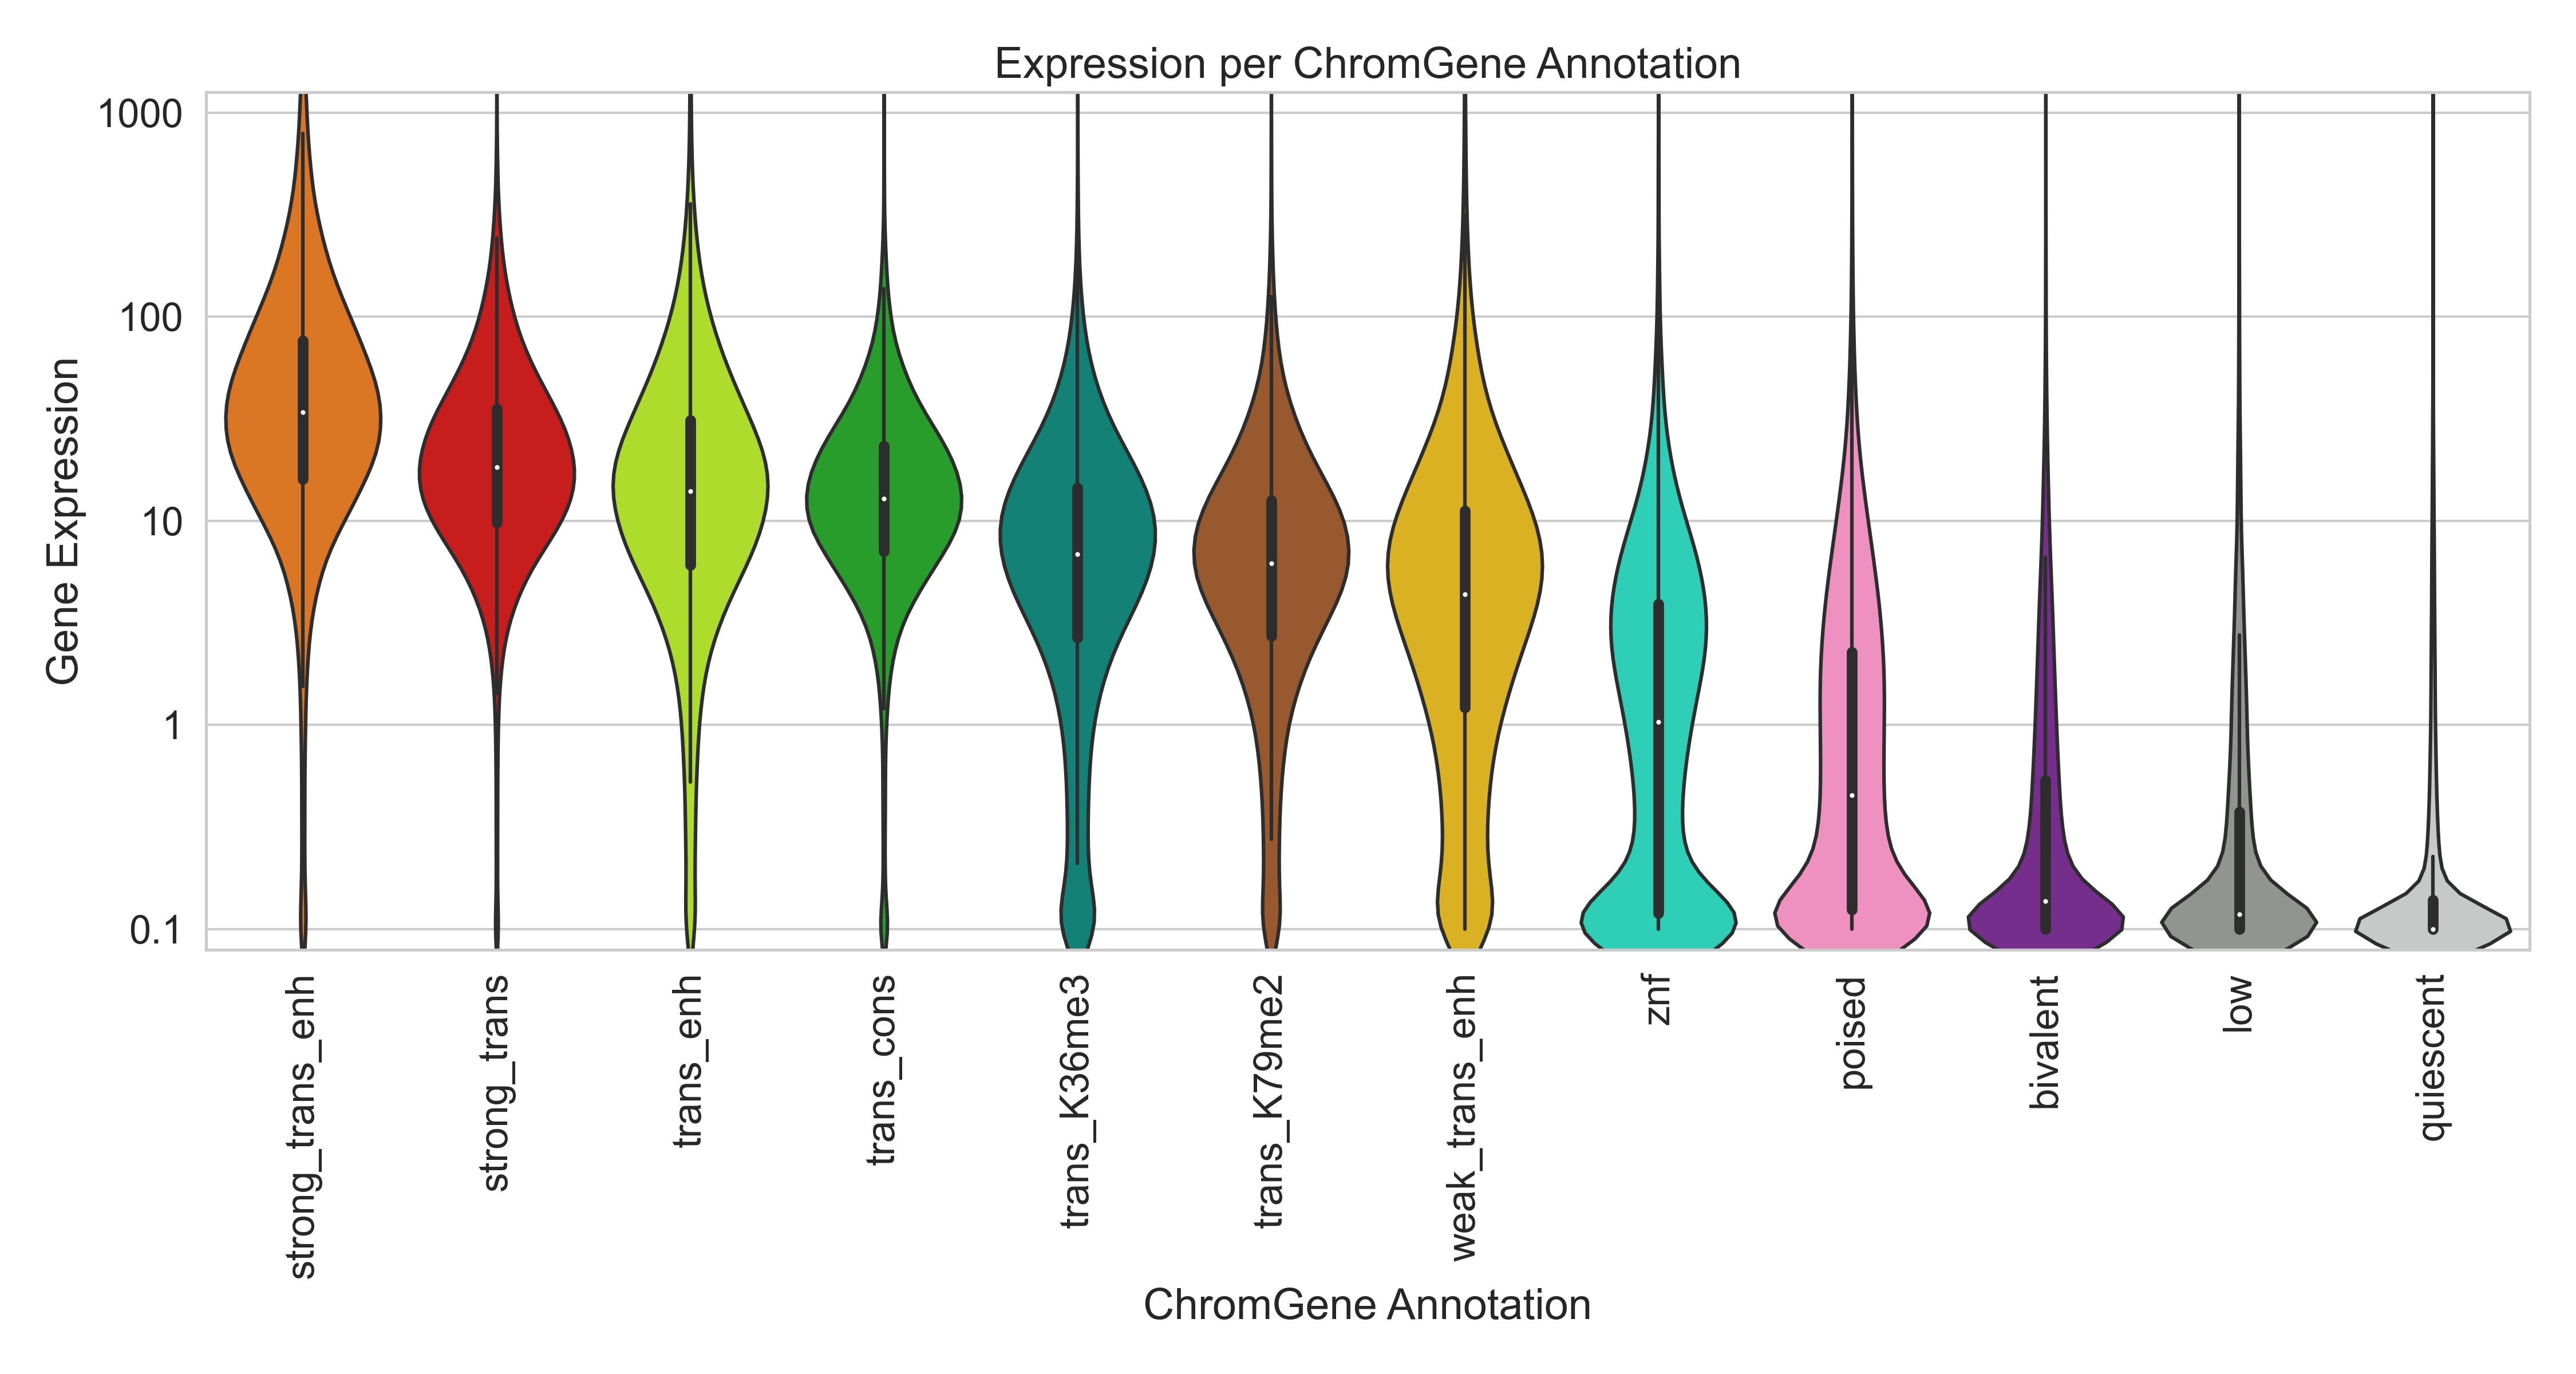 Expression per ChromGene Annotation
1000
100
10
1
0.1
Gene Expression
strong_trans_enh
strong_trans
trans_enh
trans_cons
trans_K36me3
trans_K79me2
weak_trans_enh
znf
poised
bivalent
low
quiescent
ChromGene Annotation